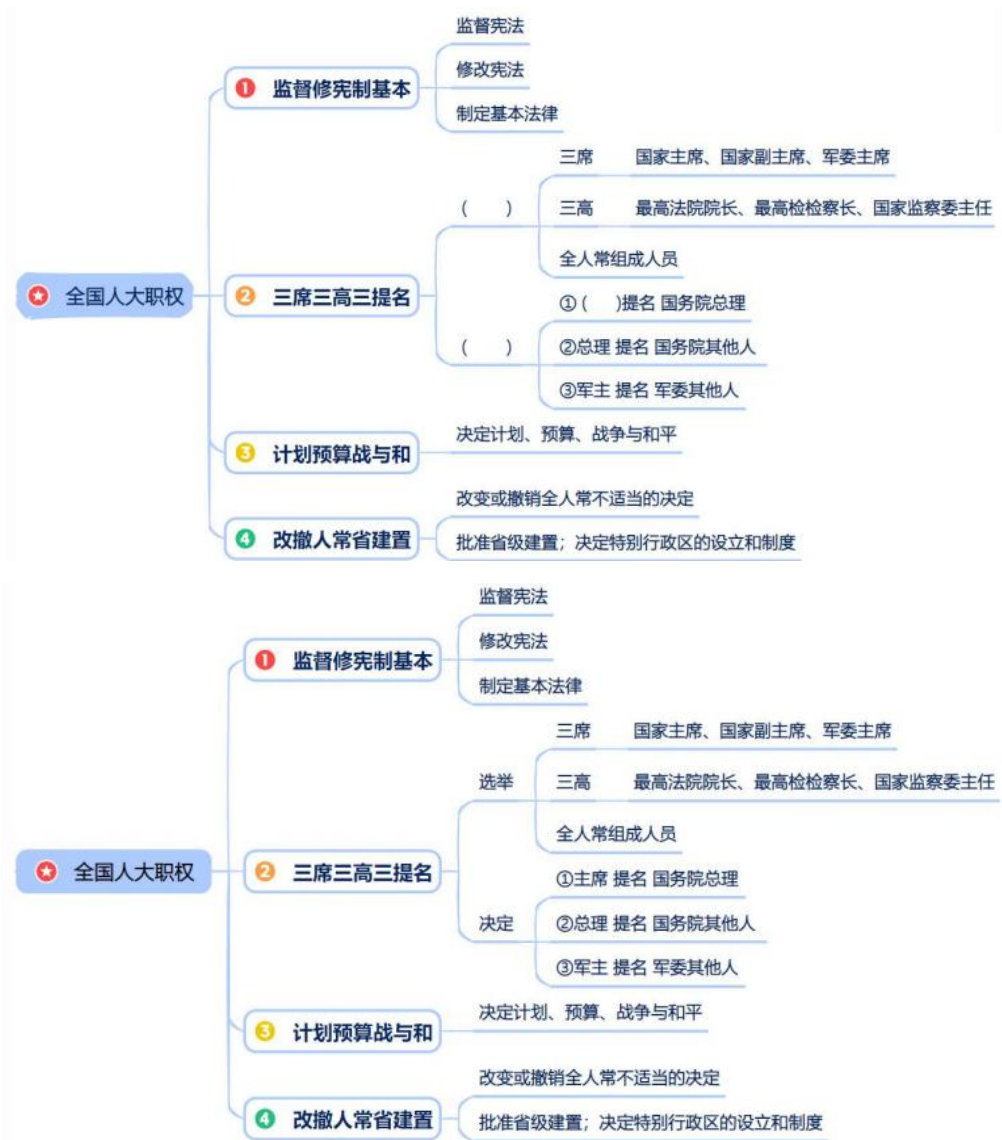 监督宪法
❶ 监督修宪制基本
修改宪法
制定基本法律
三席 国家主席、国家副主席、军委主席
( ) 三高 最高法院院长、最高检检察长、国家监察委主任
全人常组成人员
全国人大职权
❷ 三席三高三提名
①( )提名 国务院总理
( ) ②总理 提名 国务院其他人
③军主 提名 军委其他人
❸ 计划预算战与和
决定计划、预算、战争与和平
改变或撤销全人常不适当的决定
❹ 改撤人常省建置
批准省级建置；决定特别行政区的设立和制度
监督宪法
❶ 监督修宪制基本
修改宪法
制定基本法律
三席 国家主席、国家副主席、军委主席
选举 三高 最高法院院长、最高检检察长、国家监察委主任
全人常组成人员
全国人大职权
❷ 三席三高三提名
①主席 提名 国务院总理
决定 ②总理 提名 国务院其他人
③军主 提名 军委其他人
❸ 计划预算战与和
决定计划、预算、战争与和平
改变或撤销全人常不适当的决定
❹ 改撤人常省建置
批准省级建置；决定特别行政区的设立和制度